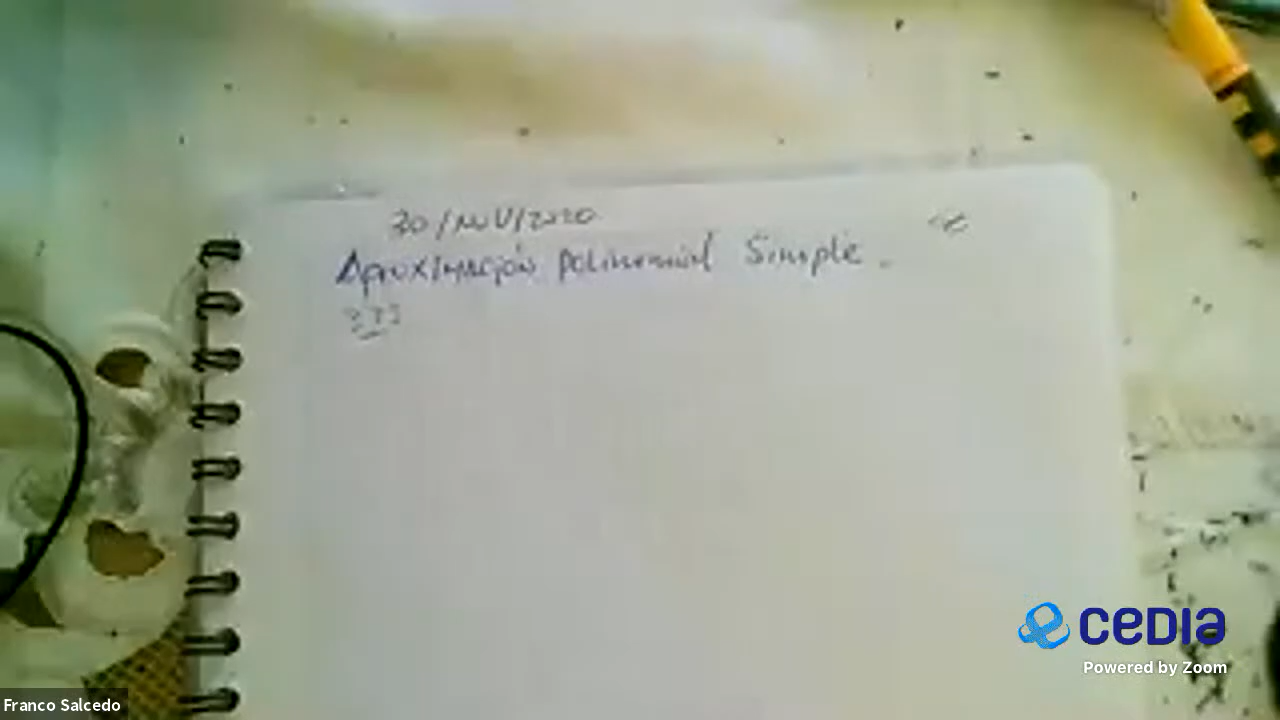 30/NOV/2020
Aproximación polinomial Simple.
cedia
Powered by Zoom
Franco Salcedo